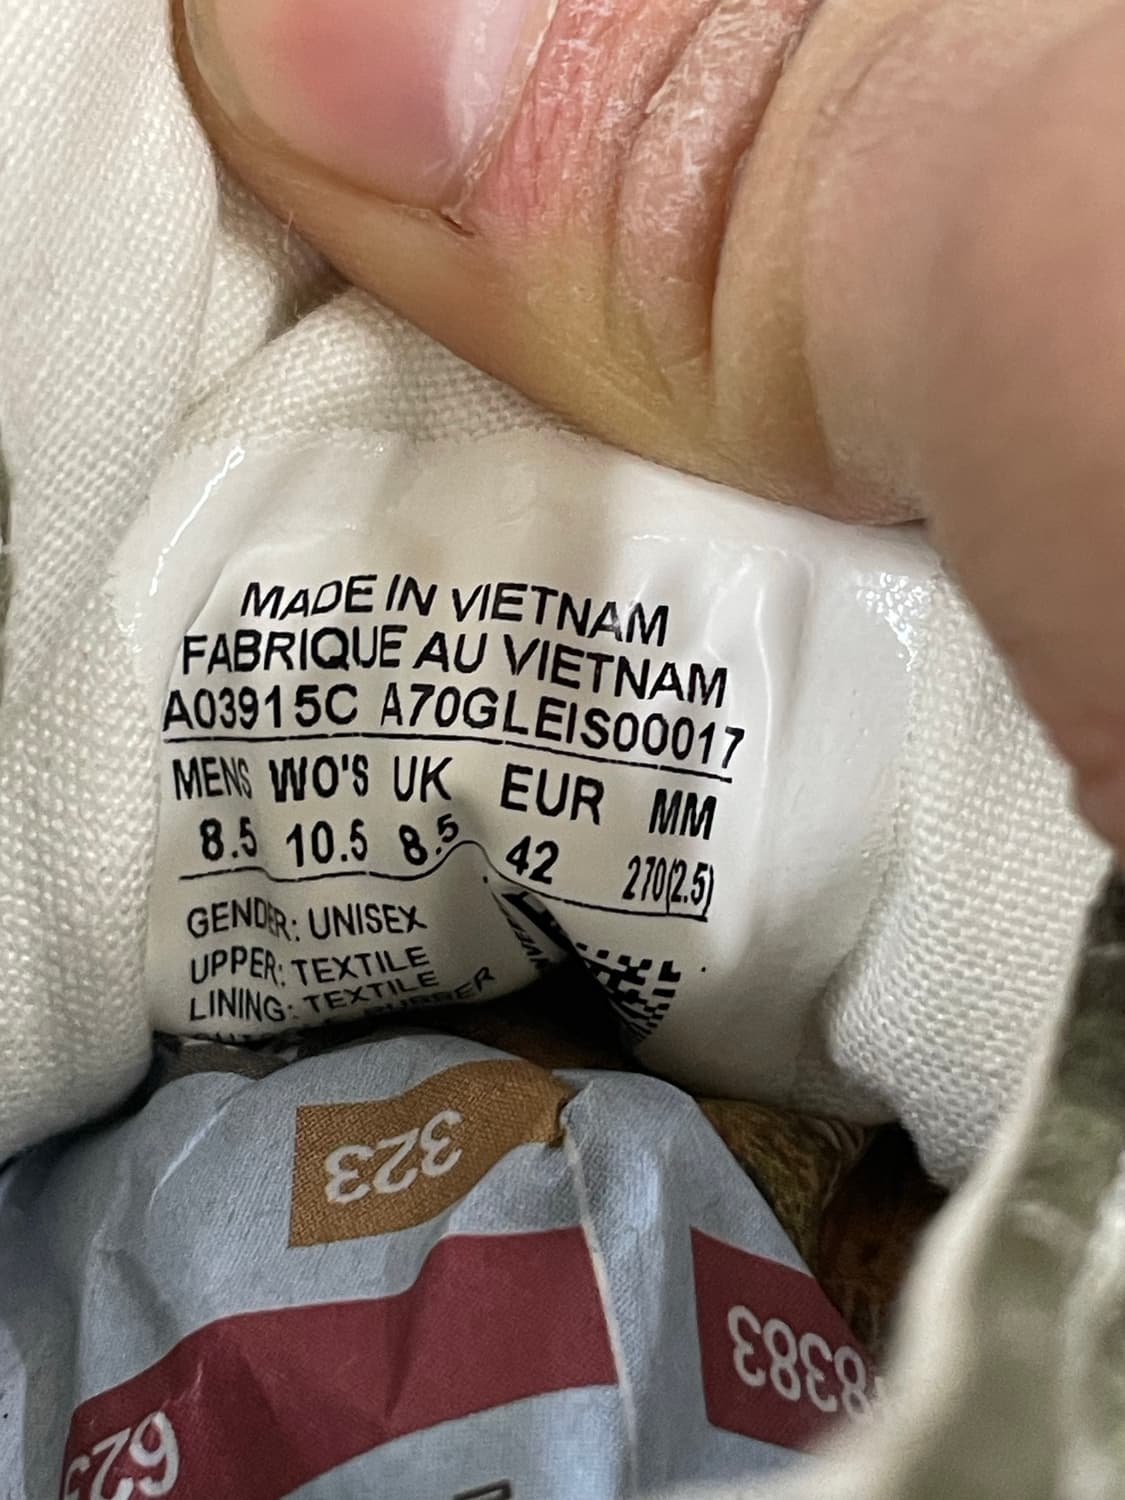 MADE IN VIETNAM
FABRIQUE AU VIETNAM
A03915C A70GLEIS00017
MENS WO'S UK EUR MM
8.5 10.5 8.5 42 270(2.5)
GENDER: UNISEX
UPPER: TEXTILE
LINING: TEXTILE
RUBBER
323
8383